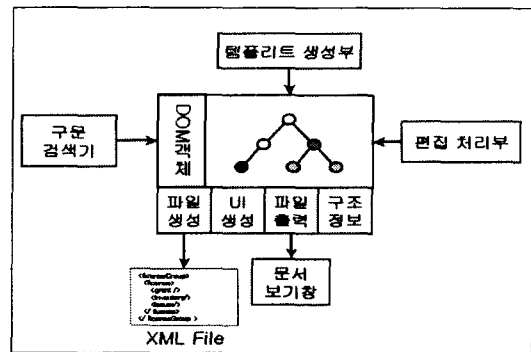 템플리트 생성부
구문
검색기
DOM객체
편집 처리부
파일
생성
UI
생성
파일
출력
구조
정보
문서
보기창
XML File